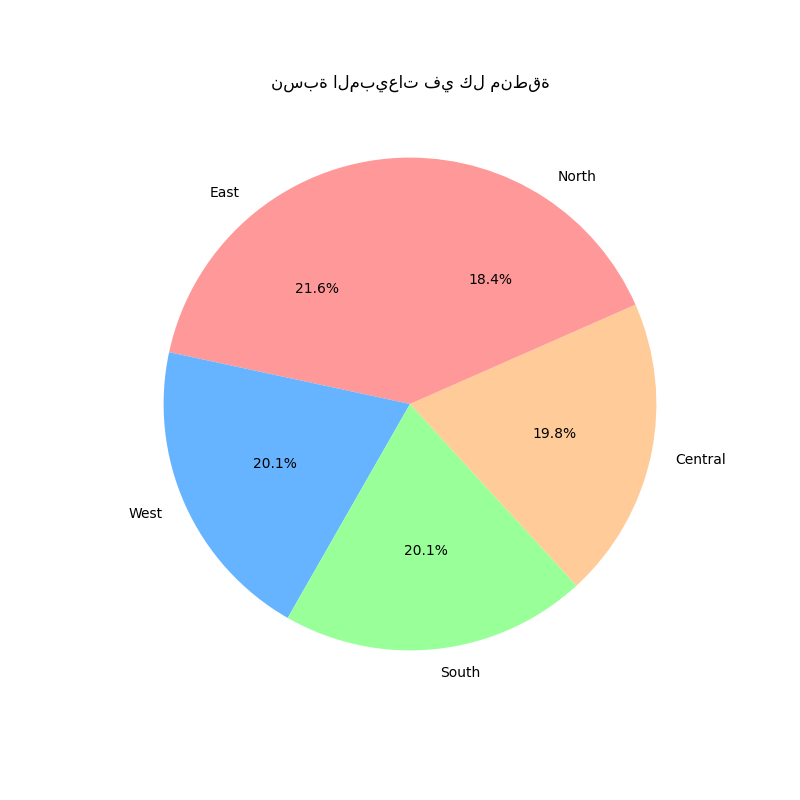 نسبة المبيعات في كل منطقة
North
East
21.6%
18.4%
19.8%
Central
20.1%
West
20.1%
South